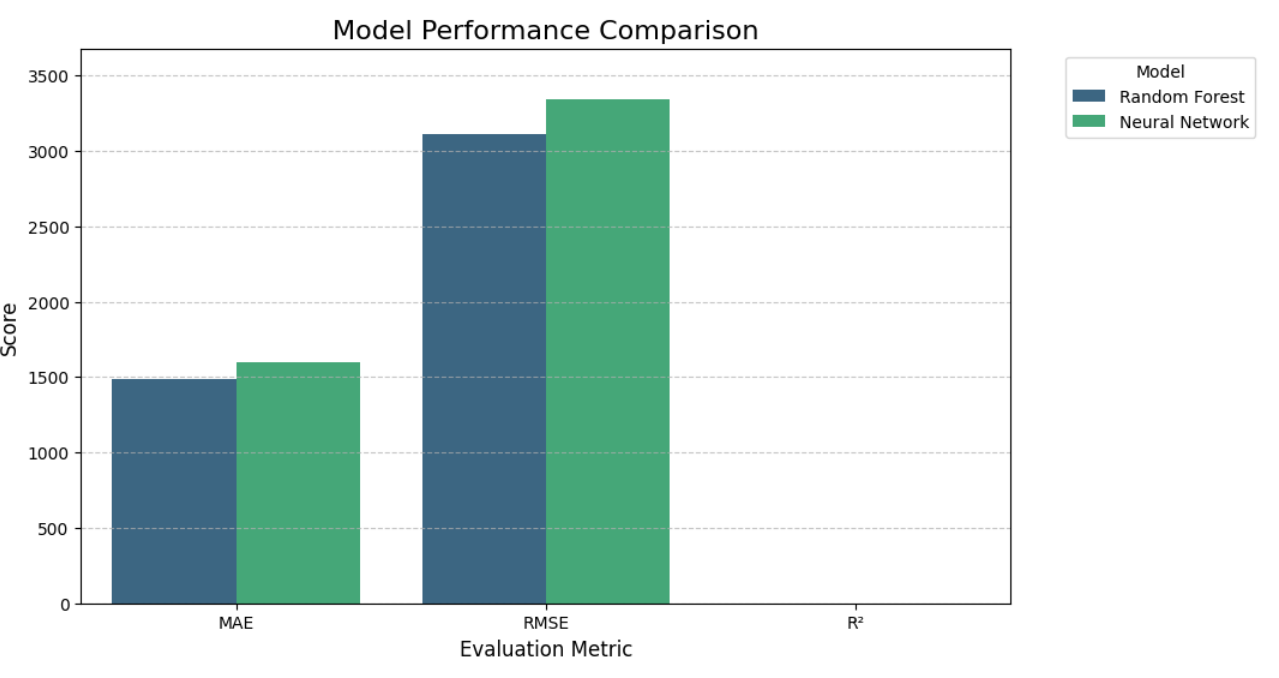 Model Performance Comparison
Model
Random Forest
Neural Network
3500
3000
2500
2000
1500
1000
500
0
Score
MAE RMSE R²
Evaluation Metric